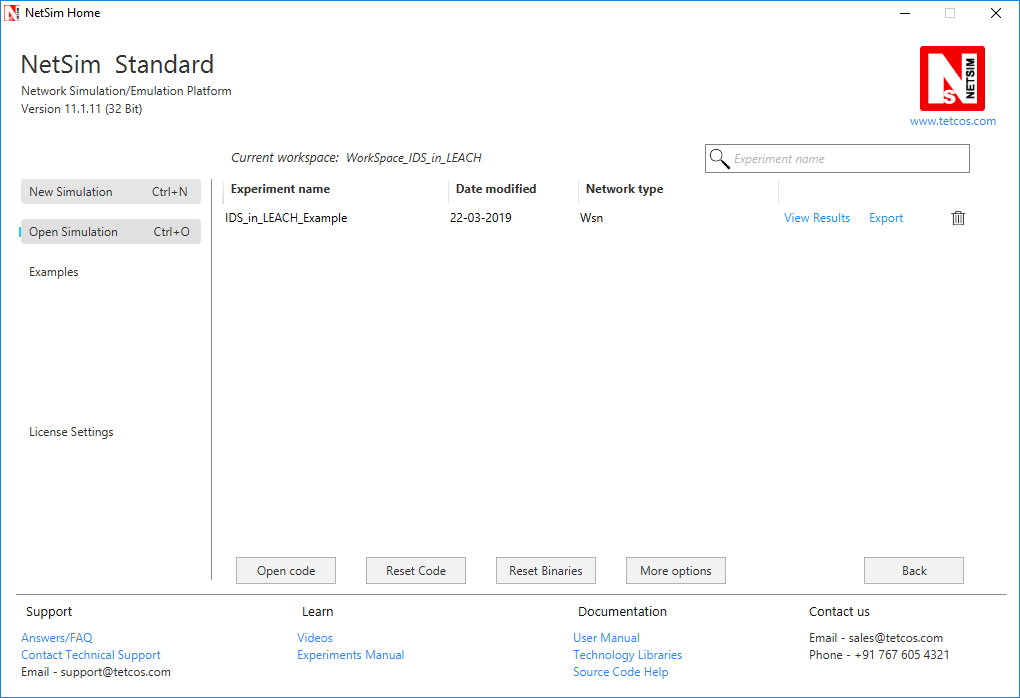 NetSim Home
NetSim Standard
Network Simulation/Emulation Platform
Version 11.1.11 (32 Bit)
NETSIM
N
S
www.tetcos.com
Current workspace: WorkSpace_IDS_in_LEACH
Experiment name
New Simulation Ctrl+N
Open Simulation Ctrl+O
Examples
License Settings
Experiment name Date modified Network type
IDS_in_LEACH_Example 22-03-2019 Wsn View Results Export
Open code Reset Code Reset Binaries More options Back
Support
Answers/FAQ
Contact Technical Support
Email - support@tetcos.com
Learn
Videos
Experiments Manual
Documentation
User Manual
Technology Libraries
Source Code Help
Contact us
Email - sales@tetcos.com
Phone - +91 767 605 4321